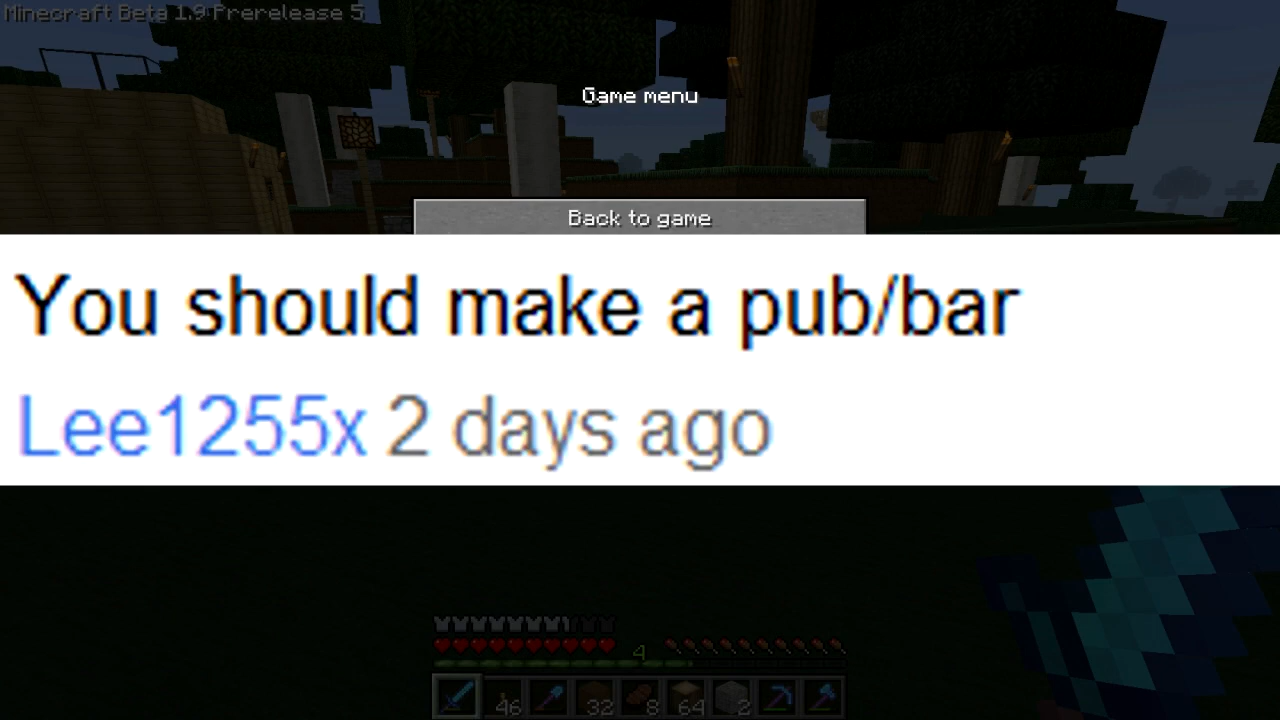 Minecraft Beta 1.9 Prerelease 5
Game menu
Back to game
You should make a pub/bar
Lee1255x 2 days ago
4
46 32 8 64 2